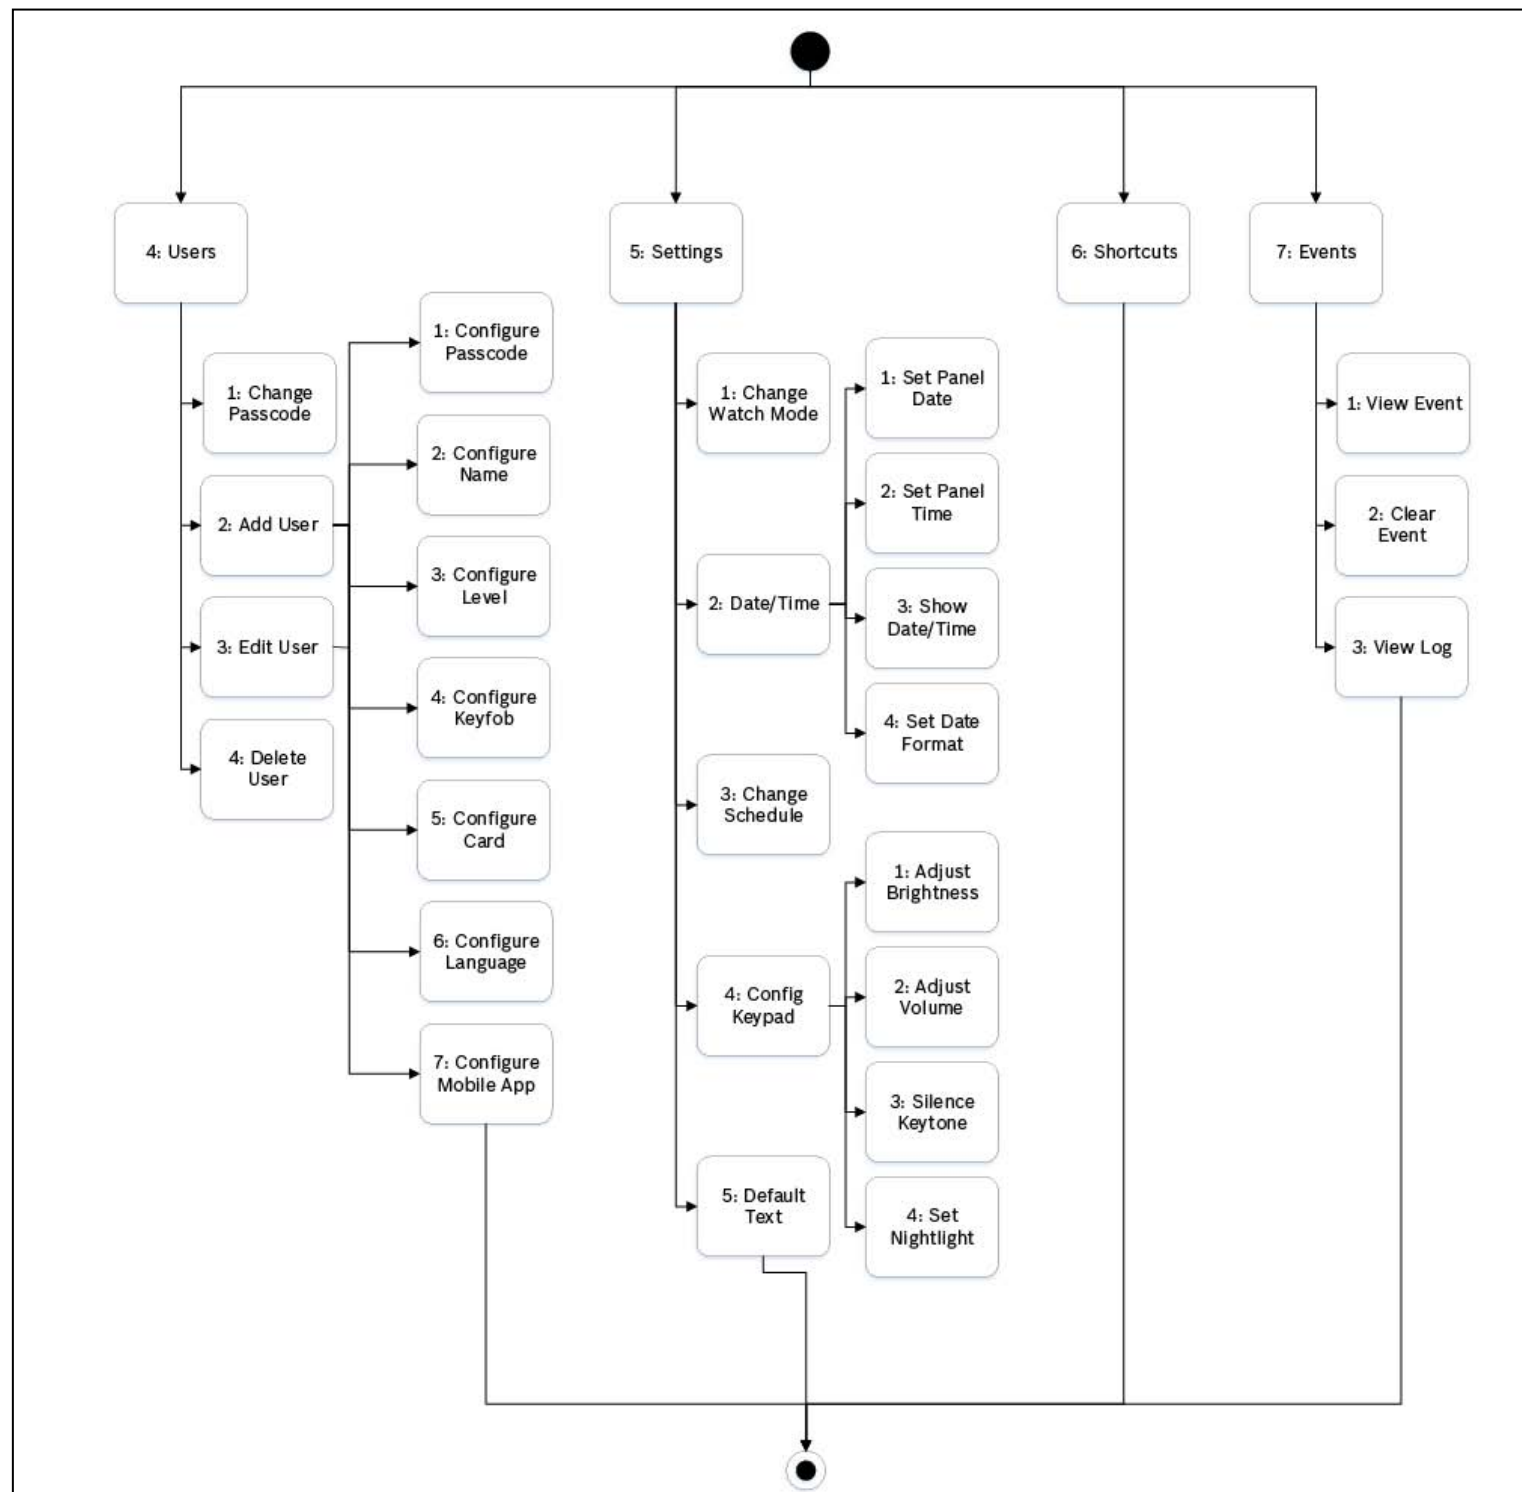 4: Users
5: Settings
6: Shortcuts
7: Events
1: Change
Passcode
2: Add User
3: Edit User
4: Delete
User
1: Configure
Passcode
2: Configure
Name
3: Configure
Level
4: Configure
Keyfob
5: Configure
Card
6: Configure
Language
7: Configure
Mobile App
1: Change
Watch Mode
2: Date/Time
3: Change
Schedule
4: Config
Keypad
5: Default
Text
1: Set Panel
Date
2: Set Panel
Time
3: Show
Date/Time
4: Set Date
Format
1: Adjust
Brightness
2: Adjust
Volume
3: Silence
Keytone
4: Set
Nightlight
1: View Event
2: Clear
Event
3: View Log